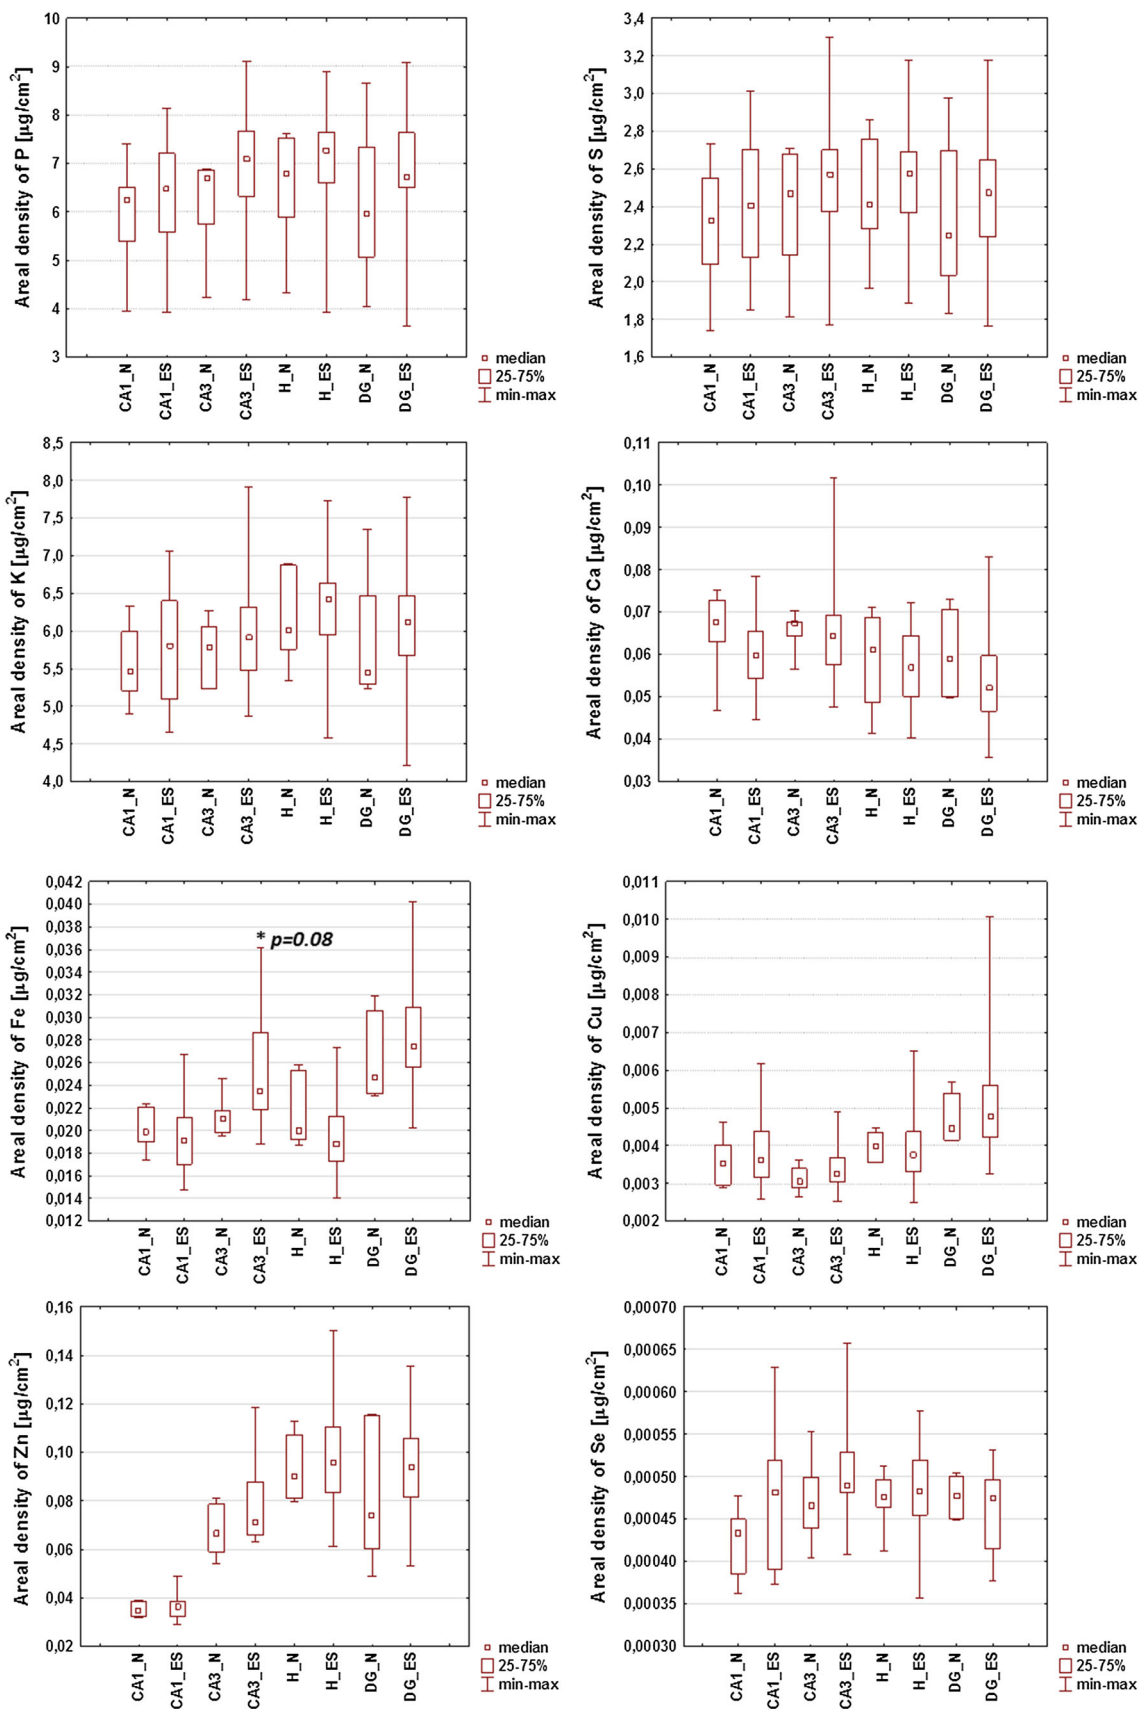 Areal density of P [µg/cm²]
10
9
8
7
6
5
4
3
CA1_N
CA1_ES
CA3_N
CA3_ES
H_N
H_ES
DG_N
DG_ES
median
25-75%
min-max
Areal density of S [µg/cm²]
3,4
3,2
3,0
2,8
2,6
2,4
2,2
2,0
1,8
1,6
CA1_N
CA1_ES
CA3_N
CA3_ES
H_N
H_ES
DG_N
DG_ES
median
25-75%
min-max
Areal density of K [µg/cm²]
8,5
8,0
7,5
7,0
6,5
6,0
5,5
5,0
4,5
4,0
CA1_N
CA1_ES
CA3_N
CA3_ES
H_N
H_ES
DG_N
DG_ES
median
25-75%
min-max
Areal density of Ca [µg/cm²]
0,11
0,10
0,09
0,08
0,07
0,06
0,05
0,04
0,03
CA1_N
CA1_ES
CA3_N
CA3_ES
H_N
H_ES
DG_N
DG_ES
median
25-75%
min-max
Areal density of Fe [µg/cm²]
0,042
0,040
0,038
0,036
0,034
0,032
0,030
0,028
0,026
0,024
0,022
0,020
0,018
0,016
0,014
0,012
* p=0.08
CA1_N
CA1_ES
CA3_N
CA3_ES
H_N
H_ES
DG_N
DG_ES
median
25-75%
min-max
Areal density of Cu [µg/cm²]
0,011
0,010
0,009
0,008
0,007
0,006
0,005
0,004
0,003
0,002
CA1_N
CA1_ES
CA3_N
CA3_ES
H_N
H_ES
DG_N
DG_ES
median
25-75%
min-max
Areal density of Zn [µg/cm²]
0,16
0,14
0,12
0,10
0,08
0,06
0,04
0,02
CA1_N
CA1_ES
CA3_N
CA3_ES
H_N
H_ES
DG_N
DG_ES
median
25-75%
min-max
Areal density of Se [µg/cm²]
0,00070
0,00065
0,00060
0,00055
0,00050
0,00045
0,00040
0,00035
0,00030
CA1_N
CA1_ES
CA3_N
CA3_ES
H_N
H_ES
DG_N
DG_ES
median
25-75%
min-max